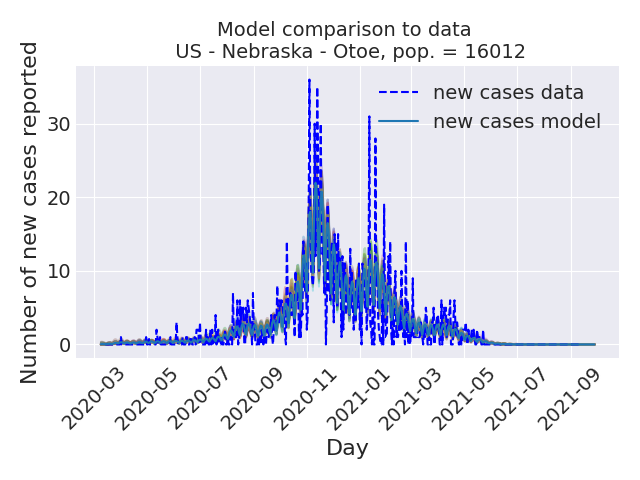 Model comparison to data
US - Nebraska - Otoe, pop. = 16012
new cases data
new cases model
Number of new cases reported
30
20
10
0
2020-03
2020-05
2020-07
2020-09
2020-11
2021-01
2021-03
2021-05
2021-07
2021-09
Day